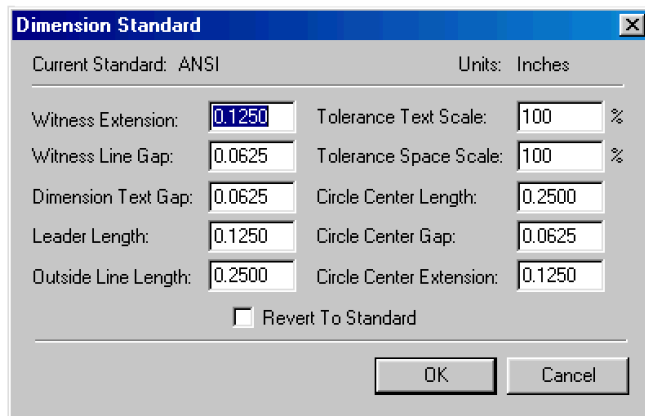 Dimension Standard
Current Standard: ANSI Units: Inches
Witness Extension: 0.1250 Tolerance Text Scale: 100 %
Witness Line Gap: 0.0625 Tolerance Space Scale: 100 %
Dimension Text Gap: 0.0625 Circle Center Length: 0.2500
Leader Length: 0.1250 Circle Center Gap: 0.0625
Outside Line Length: 0.2500 Circle Center Extension: 0.1250
Revert To Standard
OK Cancel